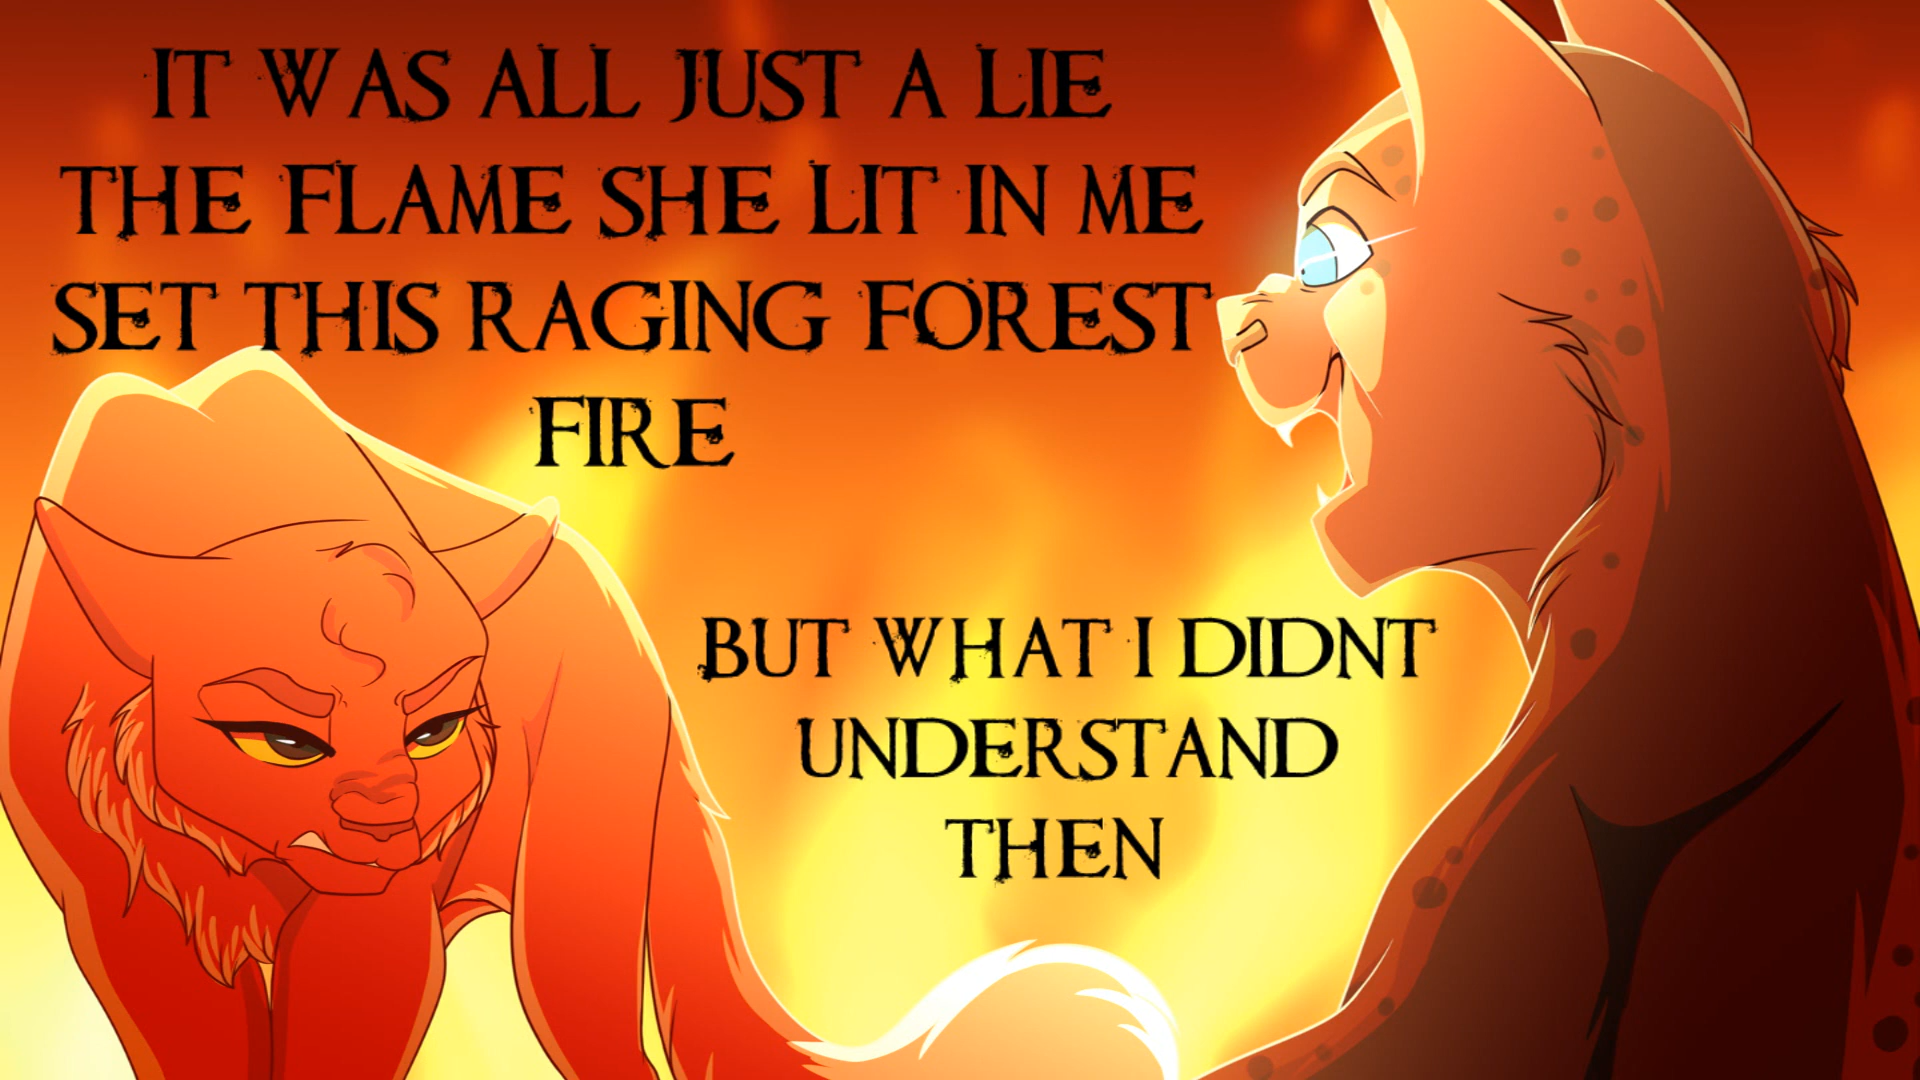 IT WAS ALL JUST A LIE
THE FLAME SHE LIT IN ME
SET THIS RAGING FOREST
FIRE
BUT WHAT I DIDNT
UNDERSTAND
THEN